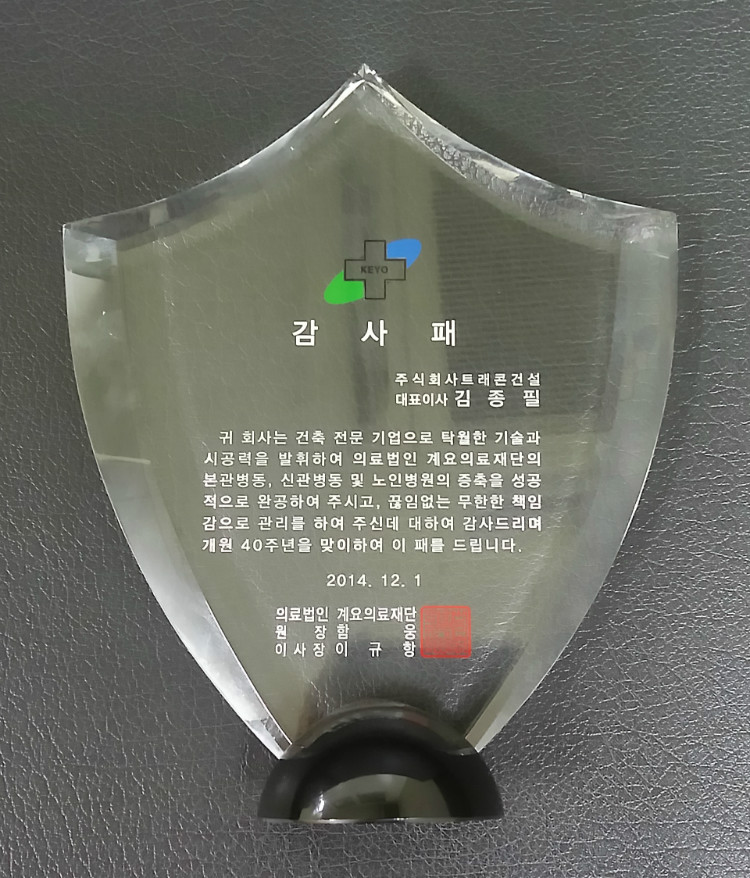 KEYO
감 사 패
주식회사트래콘건설
대표이사 김 종 필
귀 회사는 건축 전문 기업으로 탁월한 기술과
시공력을 발휘하여 의료법인 계요의료재단의
본관병동, 신관병동 및 노인병원의 증축을 성공
적으로 완공하여 주시고, 끊임없는 무한한 책임
감으로 관리를 하여 주신데 대하여 감사드리며
개원 40주년을 맞이하여 이 패를 드립니다.
2014. 12. 1
의료법인 계요의료재단
원 장 함 웅
이 사 장 이 규 항